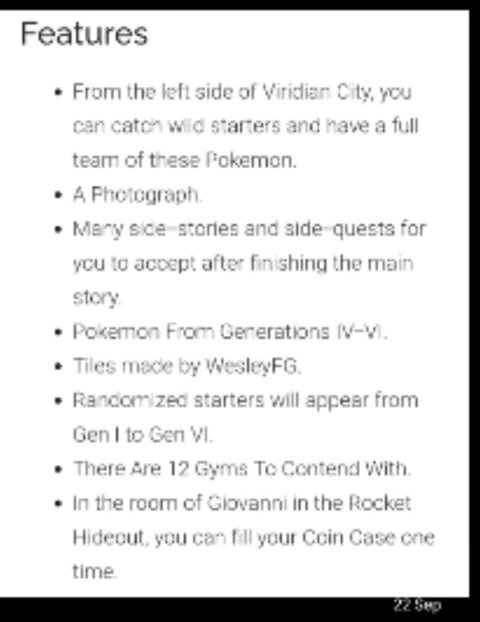 Features
• From the left side of Viridian City, you
can catch wild starters and have a full
team of these Pokemon.
• A Photograph.
• Many side-stories and side-quests for
you to accept after finishing the main
story.
• Pokemon From Generations IV-VI.
• Tiles made by WesleyFG.
• Randomized starters will appear from
Gen I to Gen VI.
• There Are 12 Gyms To Contend With.
• In the room of Giovanni in the Rocket
Hideout, you can fill your Coin Case one
time.
22 Sep